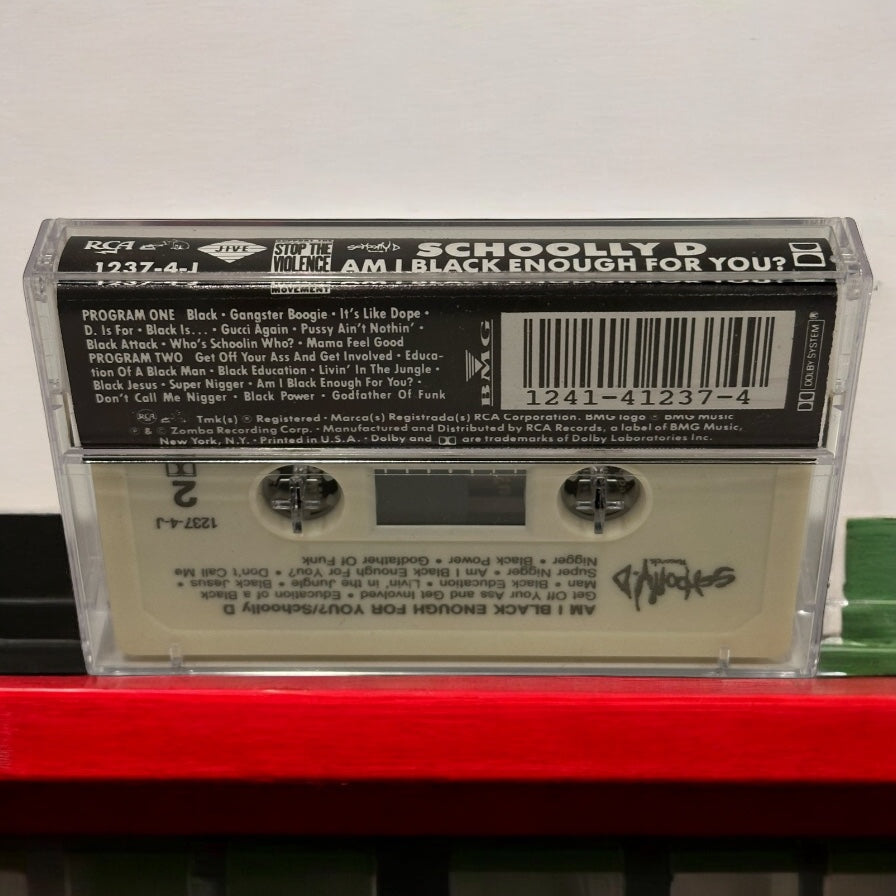 RCA JIVE STOP THE VIOLENCE MOVEMENT Schoolly D SCHOOLLY D
1237-4-J AM I BLACK ENOUGH FOR YOU?
PROGRAM ONE Black • Gangster Boogie • It's Like Dope •
D. Is For • Black Is... • Gucci Again • Pussy Ain't Nothin' •
Black Attack • Who's Schoolin Who? • Mama Feel Good
PROGRAM TWO Get Off Your Ass And Get Involved • Educa-
tion Of A Black Man • Black Education • Livin' In The Jungle •
Black Jesus • Super Nigger • Am I Black Enough For You? •
Don't Call Me Nigger • Black Power • Godfather Of Funk
BMG
1241-41237-4
DOLBY SYSTEM ®
RCA Tmk(s) ® Registered • Marca(s) Registrada(s) RCA Corporation. BMG logo © BMG Music
℗ & © Zomba Recording Corp. • Manufactured and Distributed by RCA Records, a label of BMG Music,
New York, N.Y. • Printed in U.S.A. • Dolby and are trademarks of Dolby Laboratories Inc.
AM I BLACK ENOUGH FOR YOU?/Schoolly D
Get Off Your Ass and Get Involved • Education of a Black
Man • Black Education • Livin' in the Jungle • Black Jesus •
Super Nigger • Am I Black Enough For You? • Don't Call Me
Nigger • Black Power • Godfather Of Funk
Schoolly D
Records
1237-4-J
2